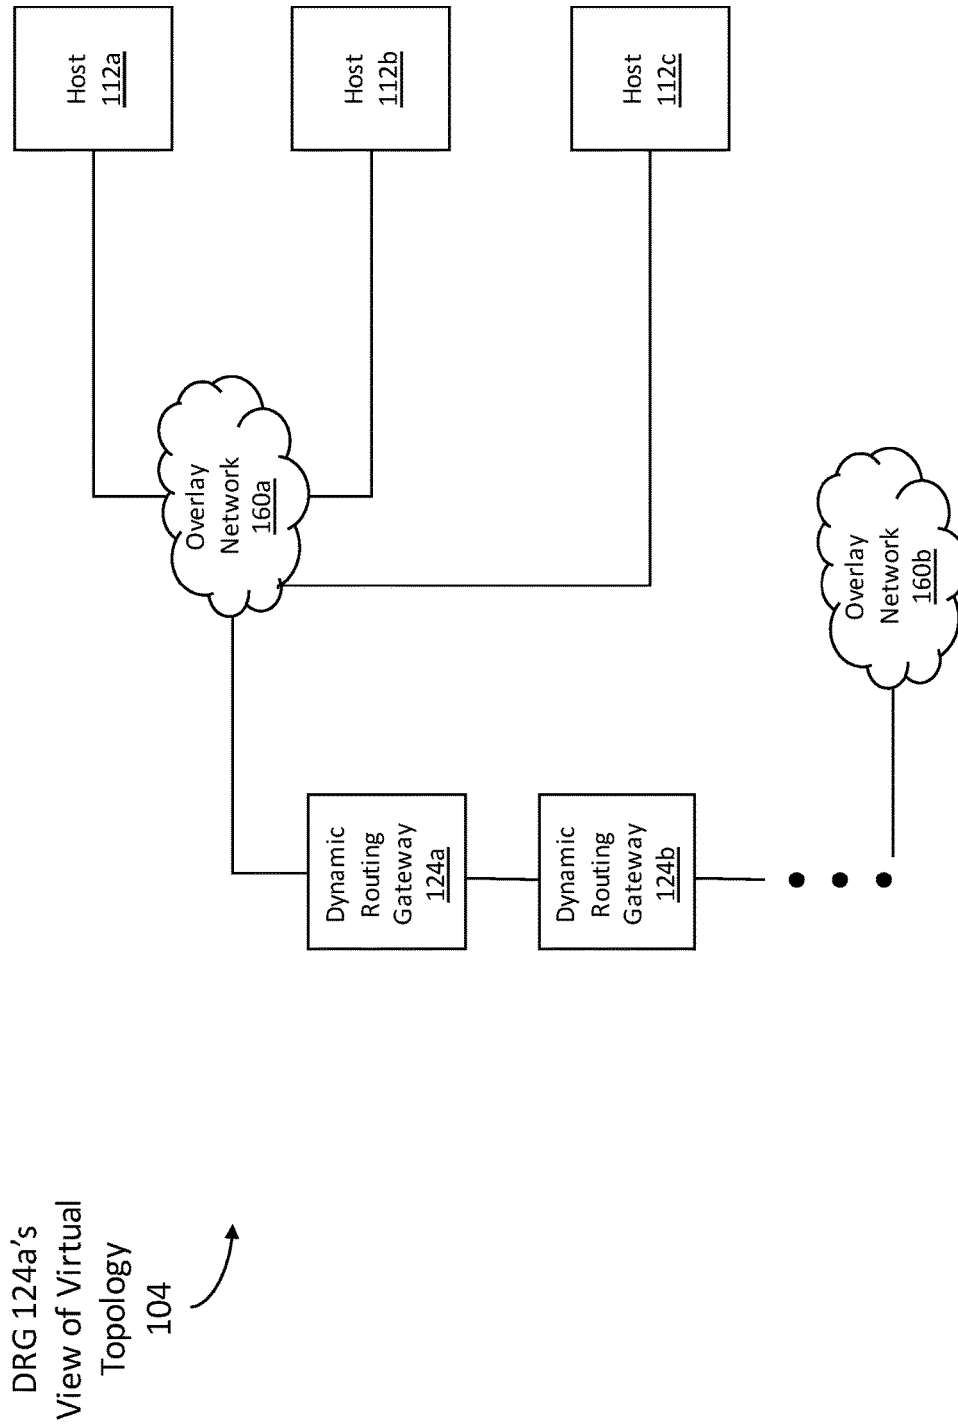 DRG 124a's
View of Virtual
Topology
104
Host
112a
Host
112b
Host
112c
Overlay
Network
160a
Overlay
Network
160b
Dynamic
Routing
Gateway
124a
Dynamic
Routing
Gateway
124b